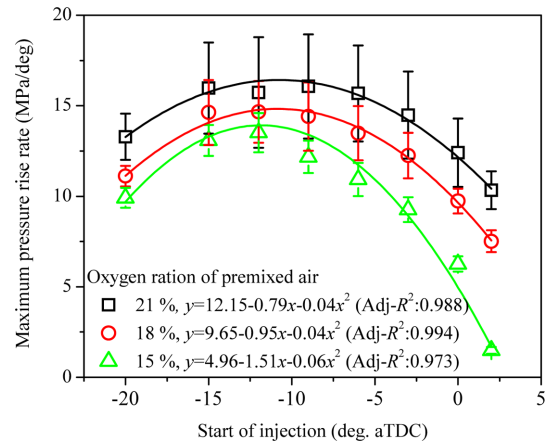 20
15
10
5
0
Maximum pressure rise rate (MPa/deg)
Oxygen ration of premixed air
21 %, y=12.15-0.79x-0.04x² (Adj-R²:0.988)
18 %, y=9.65-0.95x-0.04x² (Adj-R²:0.994)
15 %, y=4.96-1.51x-0.06x² (Adj-R²:0.973)
-20 -15 -10 -5 0 5
Start of injection (deg. aTDC)